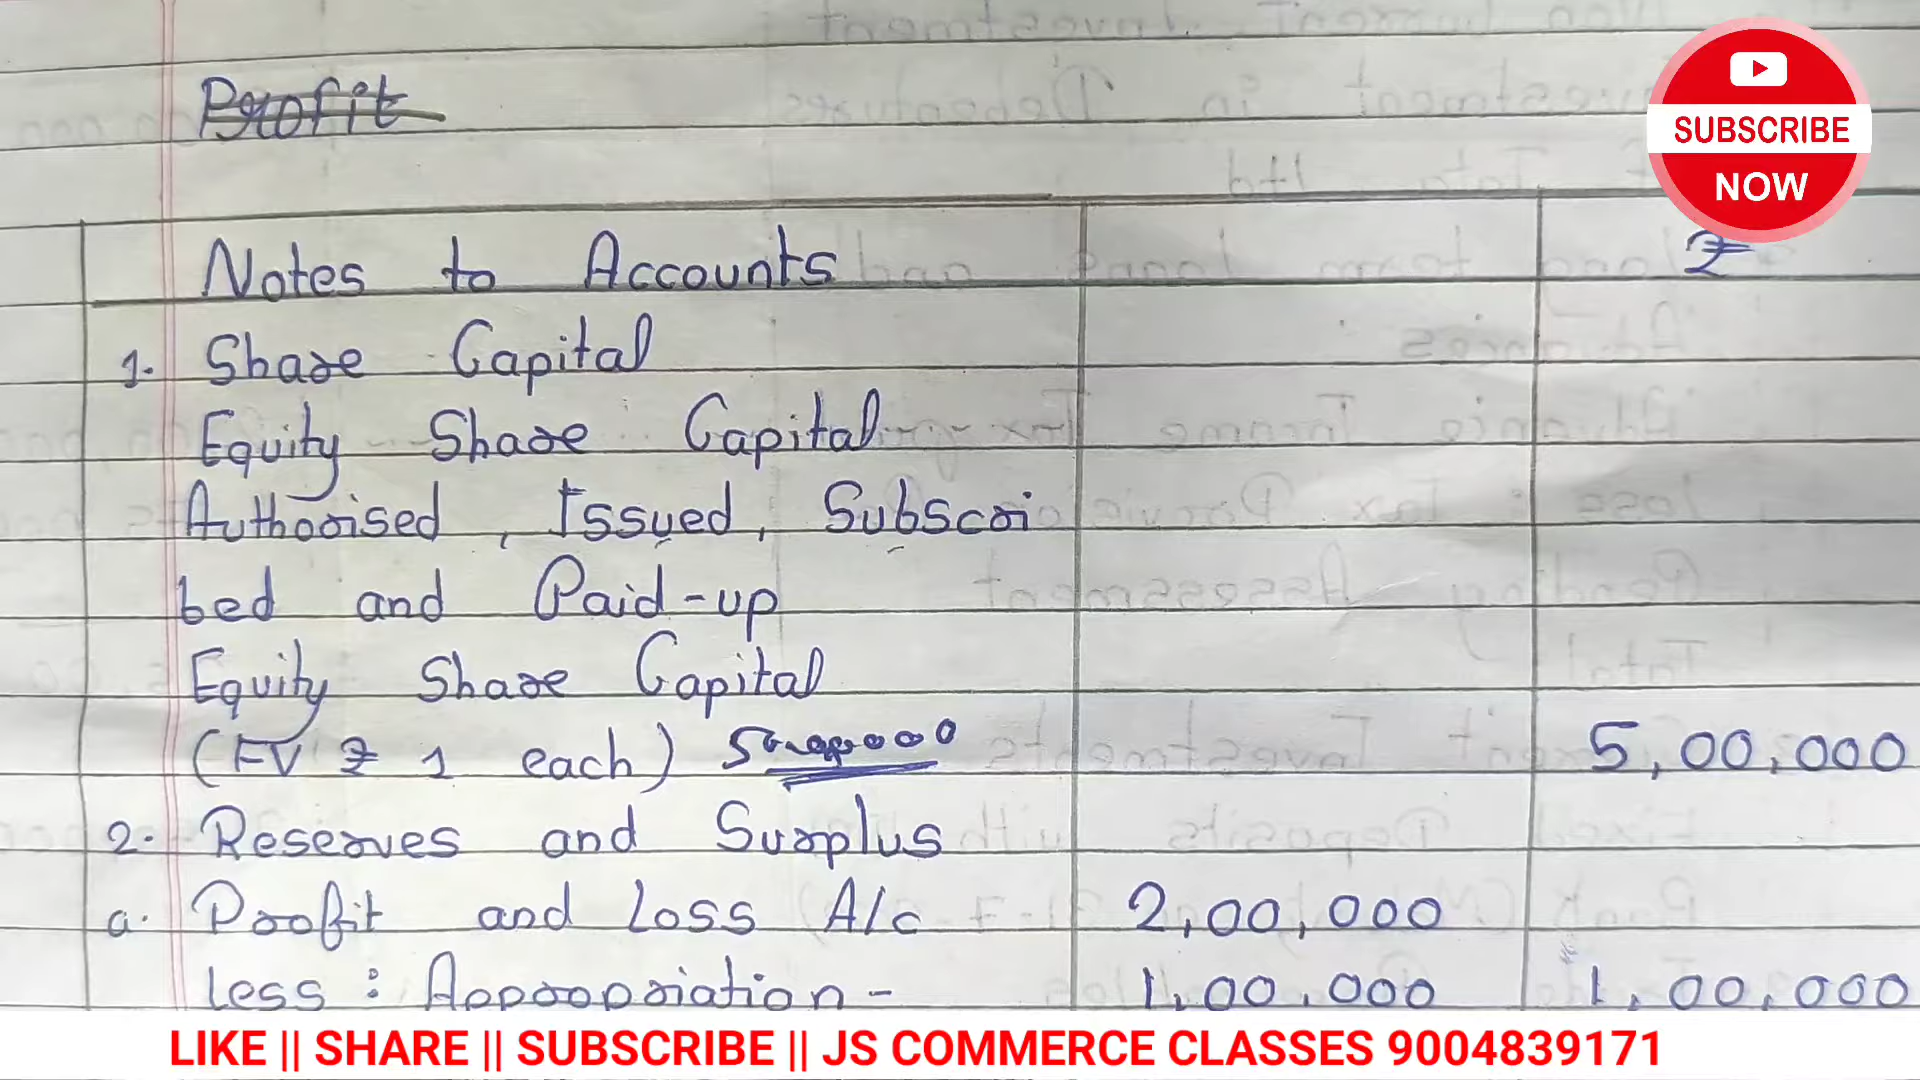 Profit
SUBSCRIBE
NOW
Notes to Accounts ₹
1. Share Capital
Equity Share Capital
Authorised, Issued, Subscri
bed and Paid-up
Equity Share Capital
(FV ₹ 1 each) 5,00,000
2. Reserves and Surplus
a. Profit and Loss A/c 2,00,000
Less: Appropriation - 1,00,000 1,00,000
LIKE || SHARE || SUBSCRIBE || JS COMMERCE CLASSES 9004839171